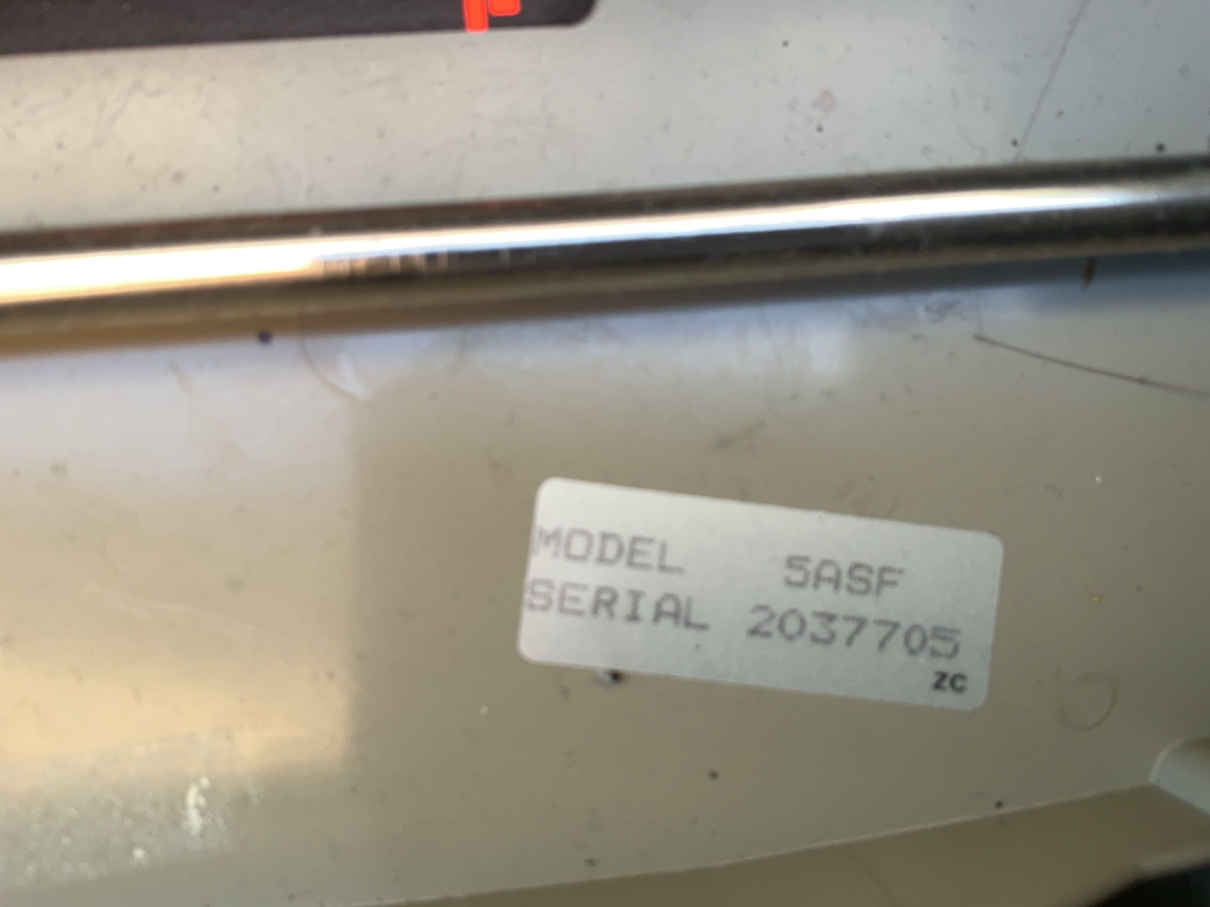 MODEL 5ASF
SERIAL 2037705
ZC